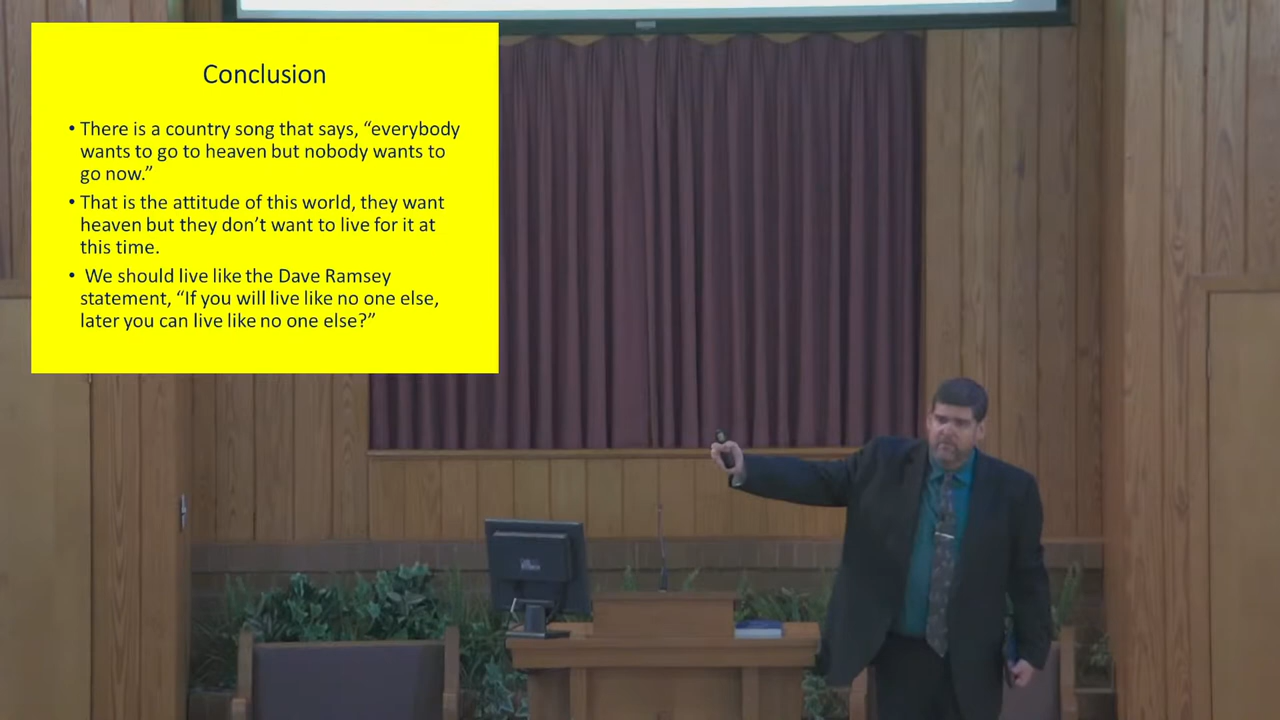 Conclusion
• There is a country song that says, “everybody
wants to go to heaven but nobody wants to
go now.”
• That is the attitude of this world, they want
heaven but they don’t want to live for it at
this time.
• We should live like the Dave Ramsey
statement, “If you will live like no one else,
later you can live like no one else?”